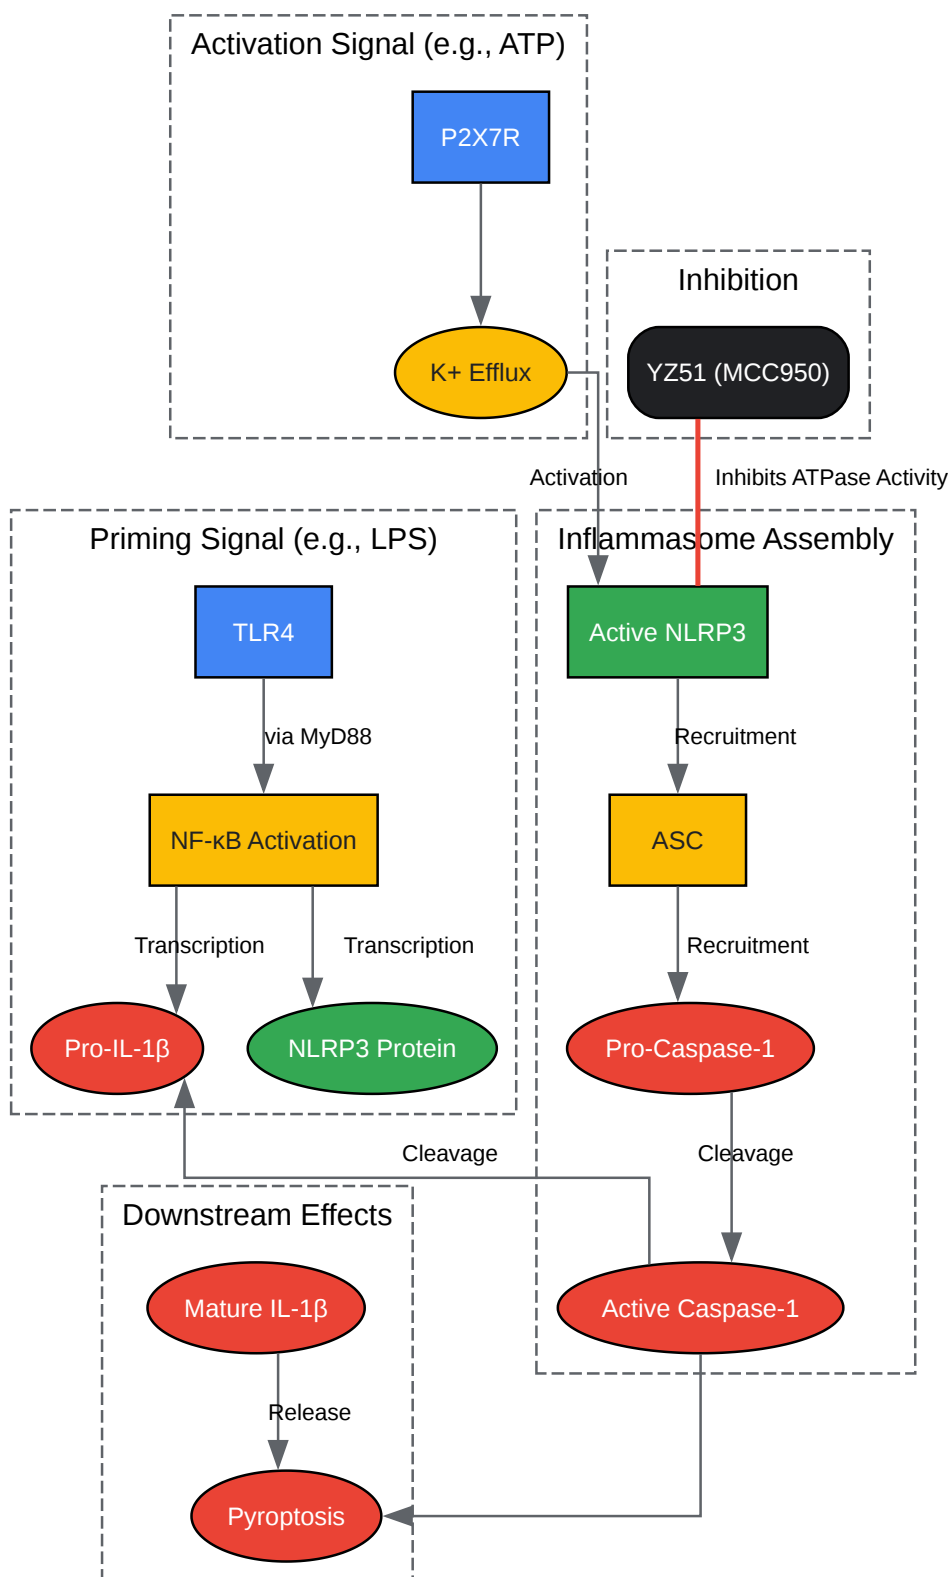 Activation Signal (e.g., ATP)
P2X7R
Inhibition
K+ Efflux
YZ51 (MCC950)
Activation
Inhibits ATPase Activity
Priming Signal (e.g., LPS)
Inflammasome Assembly
TLR4
Active NLRP3
via MyD88
Recruitment
NF-κB Activation
ASC
Transcription
Transcription
Recruitment
Pro-IL-1β
NLRP3 Protein
Pro-Caspase-1
Cleavage
Cleavage
Downstream Effects
Mature IL-1β
Active Caspase-1
Release
Pyroptosis